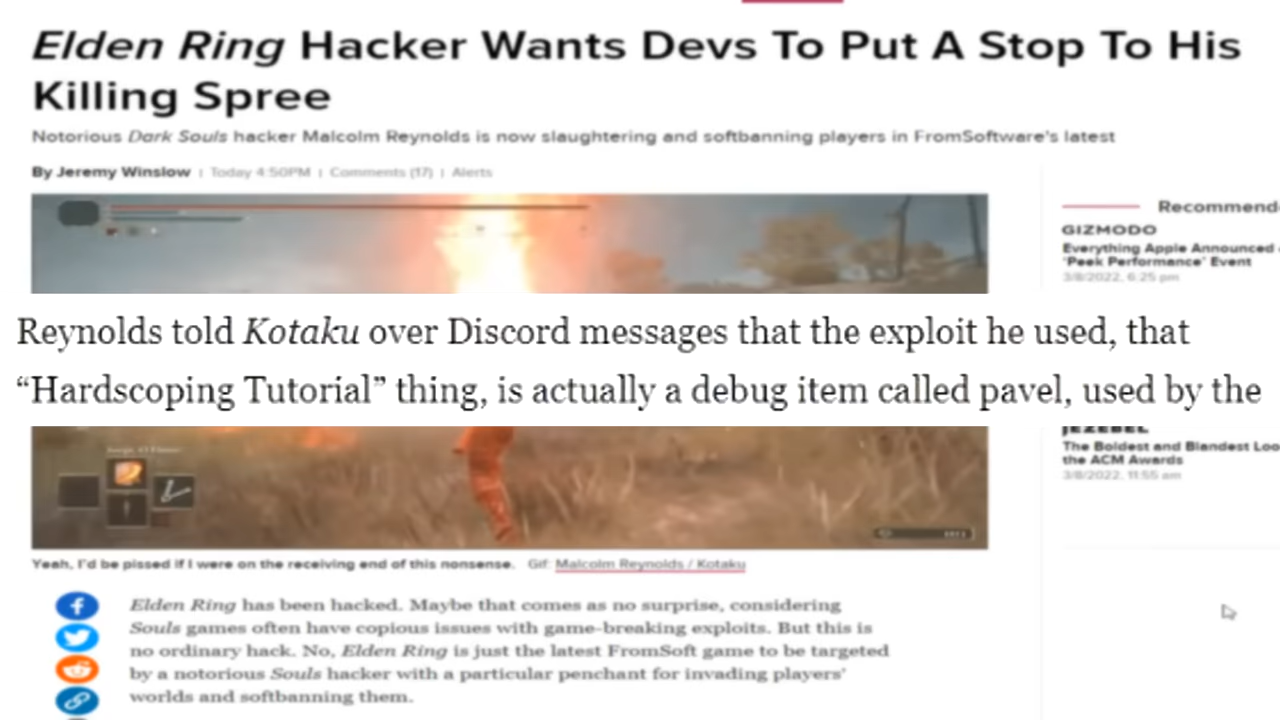 Elden Ring Hacker Wants Devs To Put A Stop To His
Killing Spree
Notorious Dark Souls hacker Malcolm Reynolds is now slaughtering and softbanning players in FromSoftware's latest
By Jeremy Winslow | Today 4:50PM | Comments (17) | Alerts
Recommend
GIZMODO
Everything Apple Announced
'Peek Performance' Event
3/8/2022, 6:25 pm
Reynolds told Kotaku over Discord messages that the exploit he used, that
“Hardscoping Tutorial” thing, is actually a debug item called pavel, used by the
JEZEBEL
The Boldest and Blandest Loo
the ACM Awards
3/8/2022, 11:55 am
Yeah, I'd be pissed if I were on the receiving end of this nonsense. Gif: Malcolm Reynolds / Kotaku
Elden Ring has been hacked. Maybe that comes as no surprise, considering
Souls games often have copious issues with game-breaking exploits. But this is
no ordinary hack. No, Elden Ring is just the latest FromSoft game to be targeted
by a notorious Souls hacker with a particular penchant for invading players'
worlds and softbanning them.